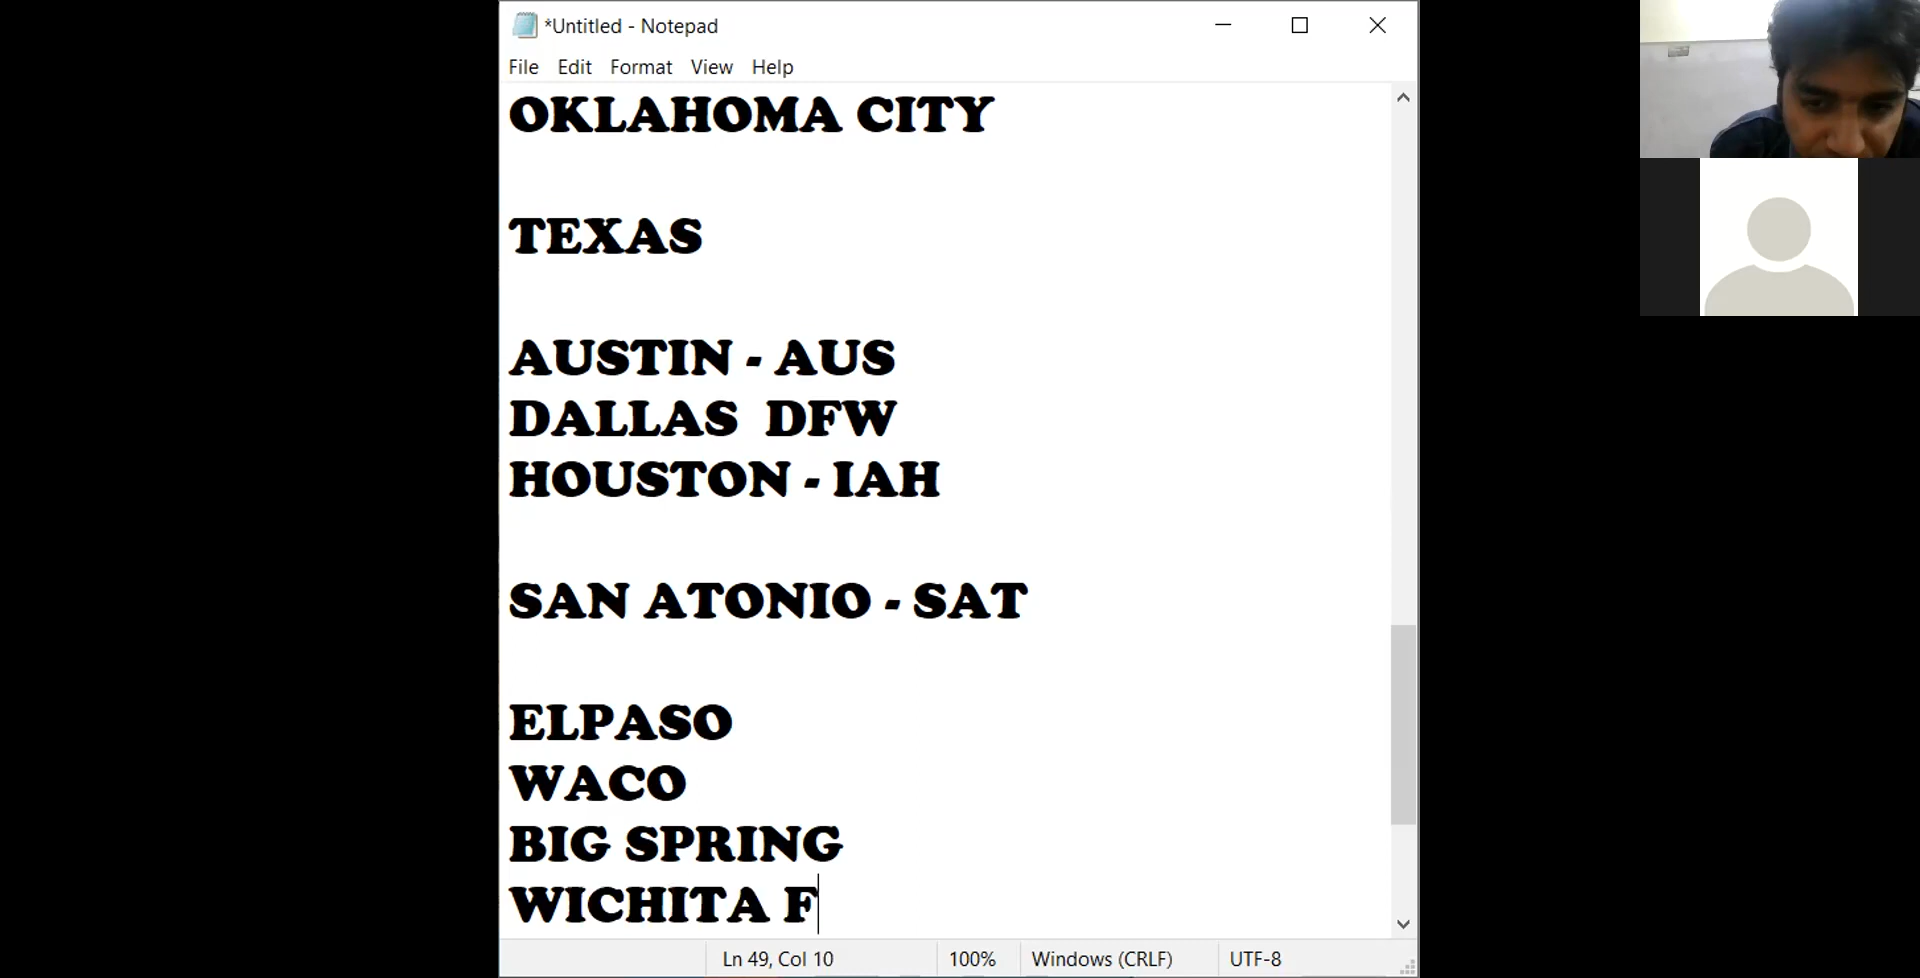 *Untitled - Notepad
File Edit Format View Help
OKLAHOMA CITY
TEXAS
AUSTIN - AUS
DALLAS  DFW
HOUSTON - IAH
SAN ATONIO - SAT
ELPASO
WACO
BIG SPRING
WICHITA F
Ln 49, Col 10 100% Windows (CRLF) UTF-8